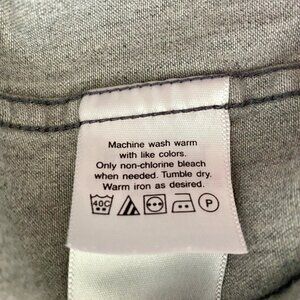 Machine wash warm
with like colors.
Only non-chlorine bleach
when needed. Tumble dry.
Warm iron as desired.
40C P